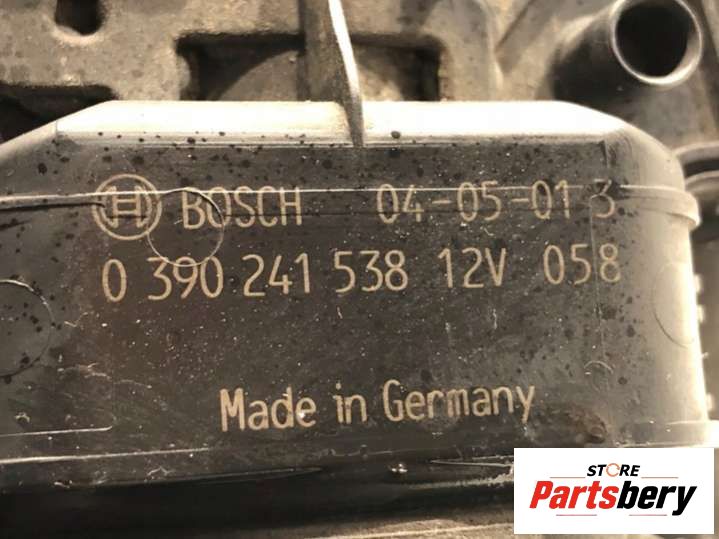 BOSCH 04-05-01 3
0 390 241 538 12V 058
Made in Germany
STORE
Partsbery